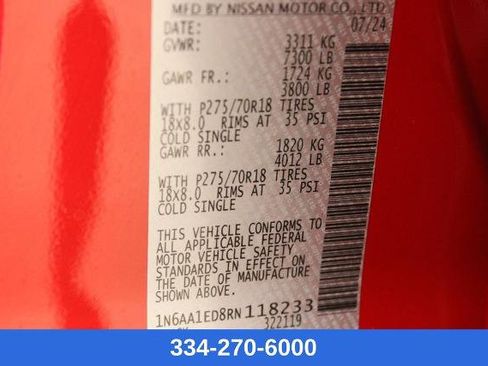 MFD BY NISSAN MOTOR CO., LTD.
DATE: 07/24
GVWR: 3311 KG
7300 LB
GAWR FR.: 1724 KG
3800 LB
WITH P275/70R18 TIRES
18X8.0 RIMS AT 35 PSI
COLD SINGLE
GAWR RR.: 1820 KG
4012 LB
WITH P275/70R18 TIRES
18X8.0 RIMS AT 35 PSI
COLD SINGLE
THIS VEHICLE CONFORMS TO
ALL APPLICABLE FEDERAL
MOTOR VEHICLE SAFETY
STANDARDS IN EFFECT ON
THE DATE OF MANUFACTURE
SHOWN ABOVE.
1N6AA1ED8RN118233
322119
334-270-6000